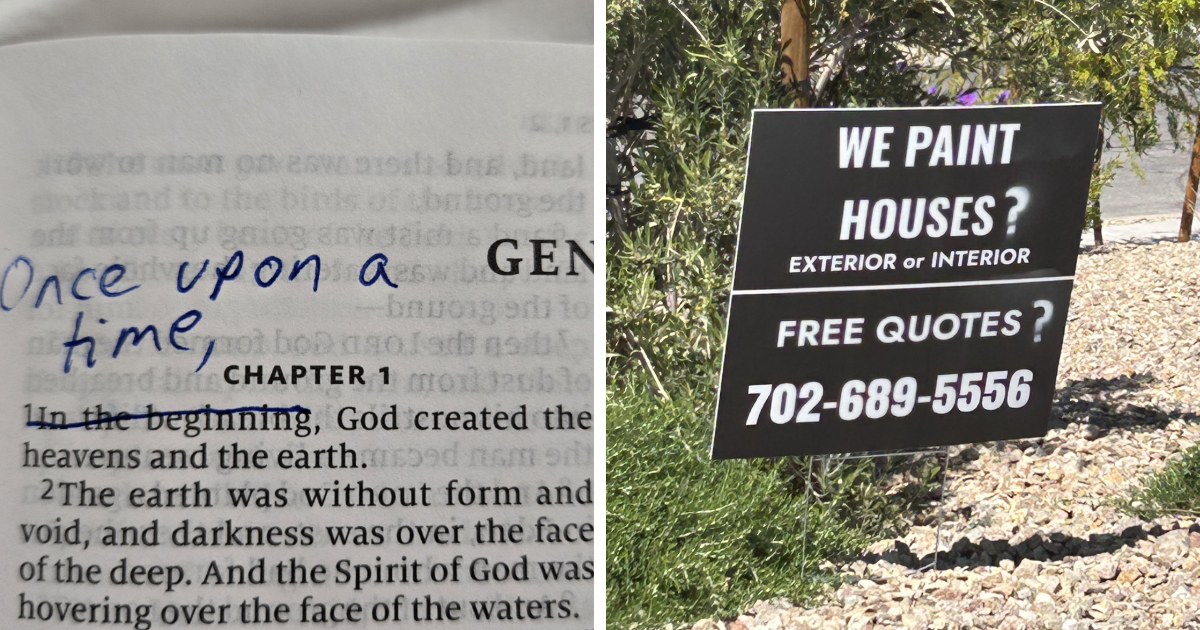 Once upon a
time,
GEN
CHAPTER 1
1In the beginning, God created the
heavens and the earth.
2The earth was without form and
void, and darkness was over the face
of the deep. And the Spirit of God was
hovering over the face of the waters.
WE PAINT
HOUSES?
EXTERIOR or INTERIOR
FREE QUOTES?
702-689-5556